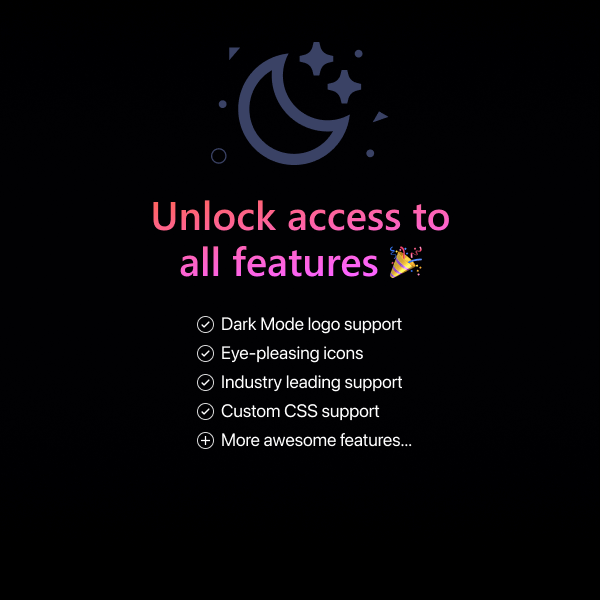 Unlock access to
all features 🎉
Dark Mode logo support
Eye-pleasing icons
Industry leading support
Custom CSS support
More awesome features...